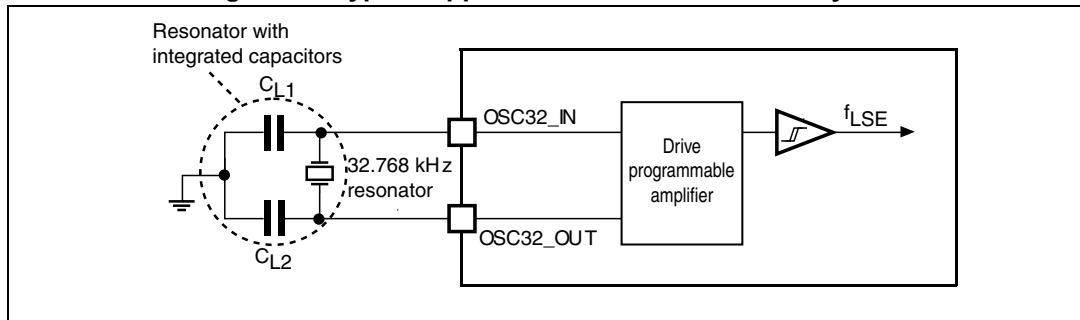 Resonator with
integrated capacitors
CL1
OSC32_IN
fLSE
Drive
programmable
amplifier
32.768 kHz
resonator
OSC32_OUT
CL2